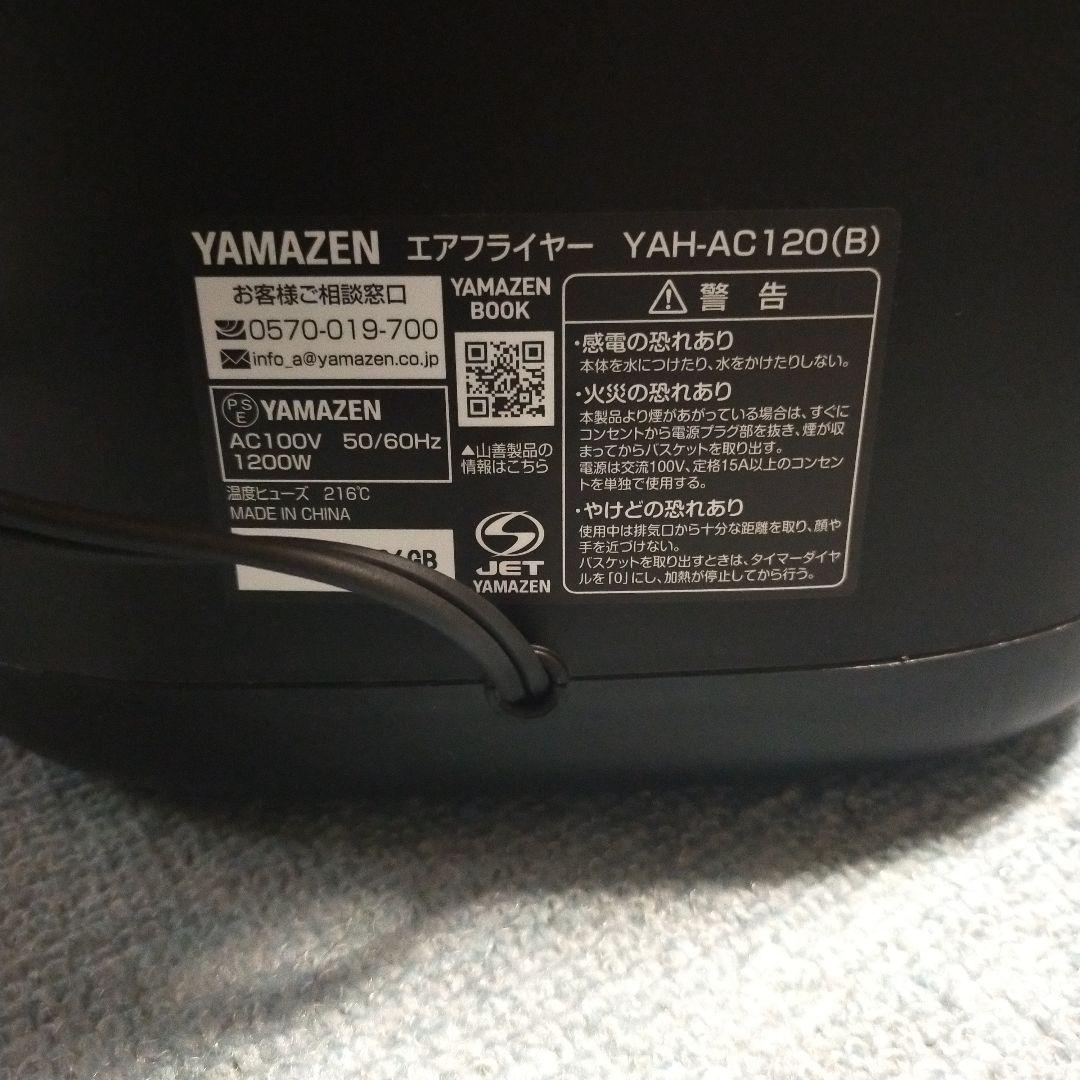 YAMAZEN エアフライヤー YAH-AC120(B)
お客様ご相談窓口
0570-019-700
info_a@yamazen.co.jp
PSE YAMAZEN
AC100V 50/60Hz
1200W
温度ヒューズ 216℃
MADE IN CHINA
GB
YAMAZEN
BOOK
▲山善製品の
情報はこちら
JET
YAMAZEN
⚠ 警告
・感電の恐れあり
本体を水につけたり、水をかけたりしない。
・火災の恐れあり
本製品より煙があがっている場合は、すぐに
コンセントから電源プラグ部を抜き、煙が収
まってからバスケットを取り出す。
電源は交流100V、定格15A以上のコンセン
トを単独で使用する。
・やけどの恐れあり
使用中は排気口から十分な距離を取り、顔や
手を近づけない。
バスケットを取り出すときは、タイマーダイヤ
ルを「0」にし、加熱が停止してから行う。